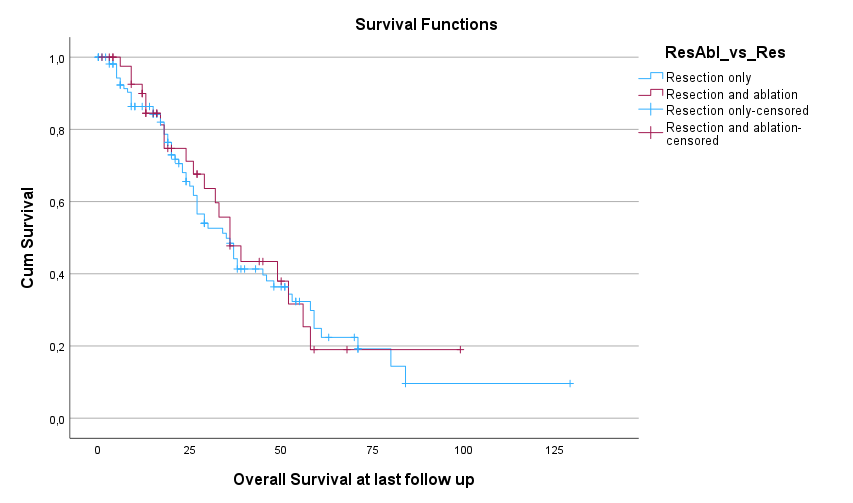 Survival Functions
ResAbl_vs_Res
Resection only
Resection and ablation
Resection only-censored
Resection and ablation-
censored
Cum Survival
1,0
0,8
0,6
0,4
0,2
0,0
0
25
50
75
100
125
Overall Survival at last follow up